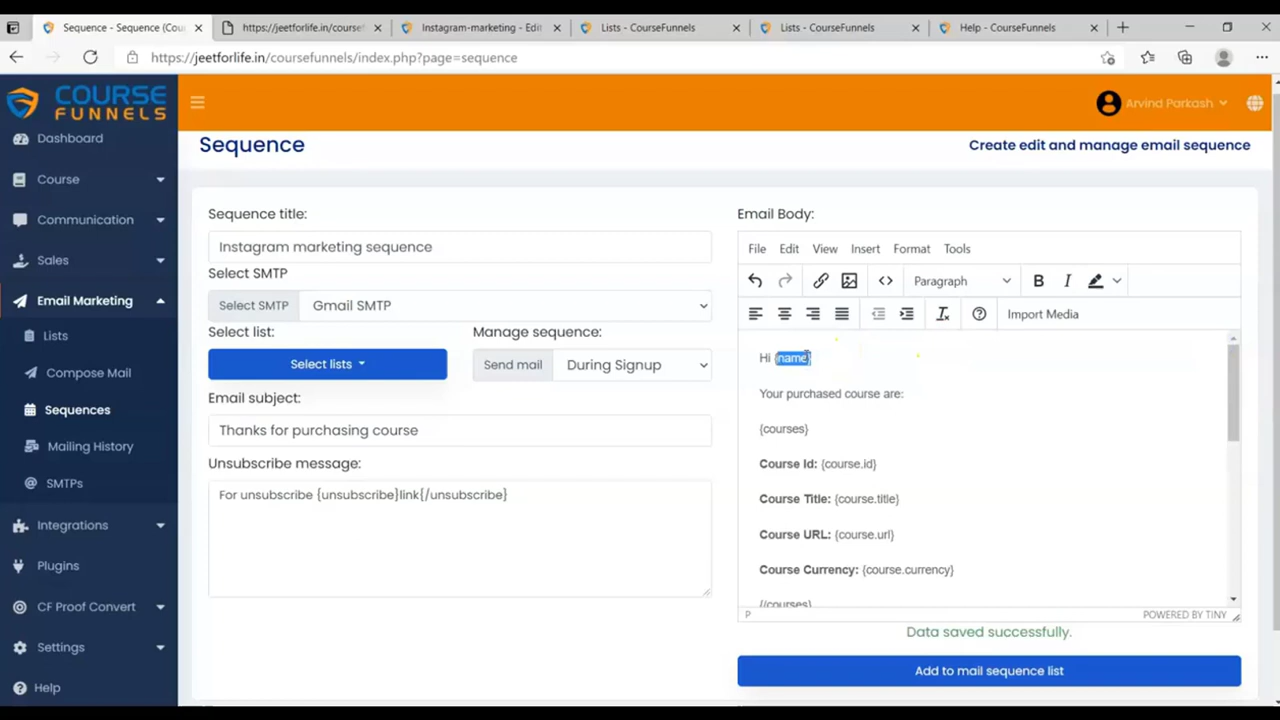 Sequence - Sequence (Cou
https://jeetforlife.in/coursef
Instagram-marketing - Edit
Lists - CourseFunnels
Lists - CourseFunnels
Help - CourseFunnels
https://jeetforlife.in/coursefunnels/index.php?page=sequence
COURSE
FUNNELS
Arvind Parkash
Dashboard
Course
Communication
Sales
Email Marketing
Lists
Compose Mail
Sequences
Mailing History
SMTPs
Integrations
Plugins
CF Proof Convert
Settings
Help
Sequence
Create edit and manage email sequence
Sequence title:
Instagram marketing sequence
Select SMTP
Select SMTP
Gmail SMTP
Select list:
Manage sequence:
Select lists
Send mail
During Signup
Email subject:
Thanks for purchasing course
Unsubscribe message:
For unsubscribe {unsubscribe}link{/unsubscribe}
Email Body:
File Edit View Insert Format Tools
Paragraph
B I
Import Media
Hi {name}
Your purchased course are:
{courses}
Course Id: {course.id}
Course Title: {course.title}
Course URL: {course.url}
Course Currency: {course.currency}
{/courses}
P
POWERED BY TINY
Data saved successfully.
Add to mail sequence list